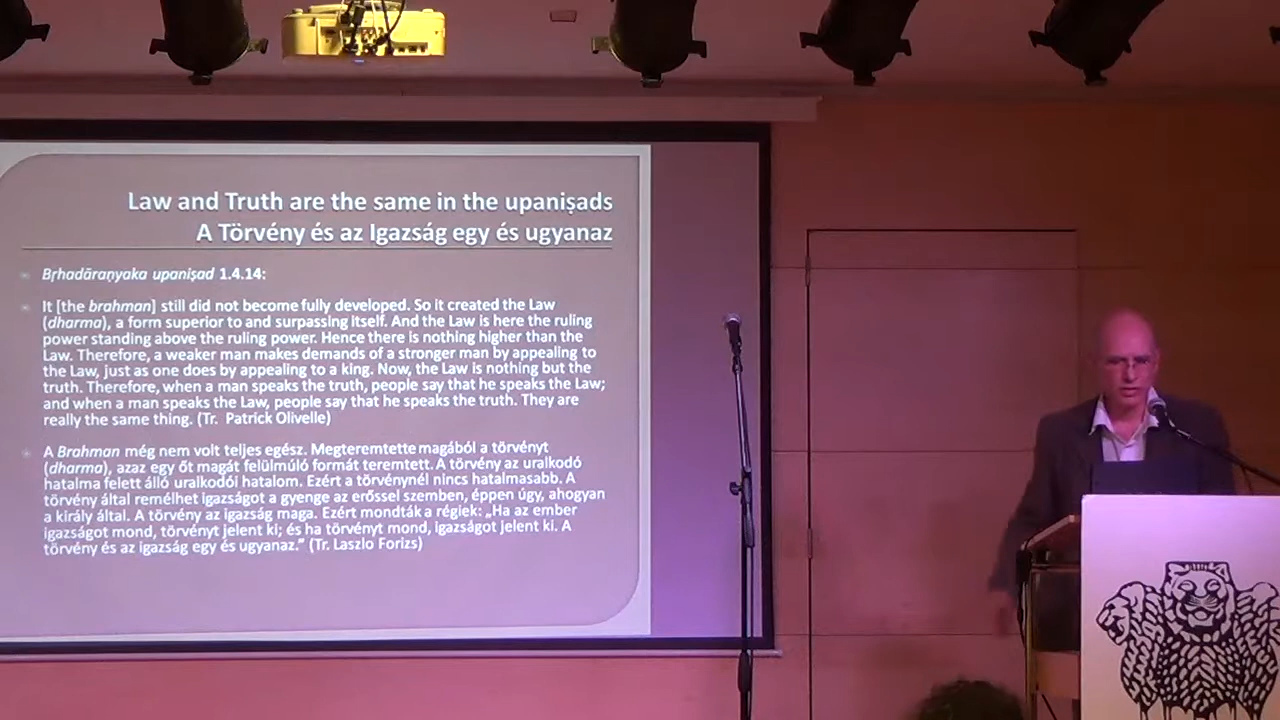 Law and Truth are the same in the upaniṣads
A Törvény és az Igazság egy és ugyanaz
Bṛhadāraṇyaka upaniṣad 1.4.14:
It [the brahman] still did not become fully developed. So it created the Law
(dharma), a form superior to and surpassing itself. And the Law is here the ruling
power standing above the ruling power. Hence there is nothing higher than the
Law. Therefore, a weaker man makes demands of a stronger man by appealing to
the Law, just as one does by appealing to a king. Now, the Law is nothing but the
truth. Therefore, when a man speaks the truth, people say that he speaks the Law;
and when a man speaks the Law, people say that he speaks the truth. They are
really the same thing. (Tr. Patrick Olivelle)
A Brahman még nem volt teljes egész. Megteremtette magából a törvényt
(dharma), azaz egy őt magát felülmúló formát teremtett. A törvény az uralkodó
hatalma felett álló uralkodói hatalom. Ezért a törvénynél nincs hatalmasabb. A
törvény által remélhet igazságot a gyenge az erőssel szemben, éppen úgy, ahogyan
a király által. A törvény az igazság maga. Ezért mondták a régiek: „Ha az ember
igazságot mond, törvényt jelent ki; és ha törvényt mond, igazságot jelent ki. A
törvény és az igazság egy és ugyanaz.” (Tr. Laszlo Forizs)